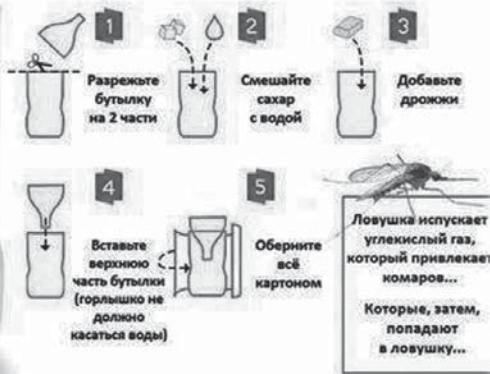 1
Разрежьте
бутылку
на 2 части
2
Смешайте
сахар
с водой
3
Добавьте
дрожжи
4
Вставьте
верхнюю
часть бутылки
(горлышко не
должно
касаться воды)
5
Оберните
всё
картоном
Ловушка испускает
углекислый газ,
который привлекает
комаров...
Которые, затем,
попадают
в ловушку...